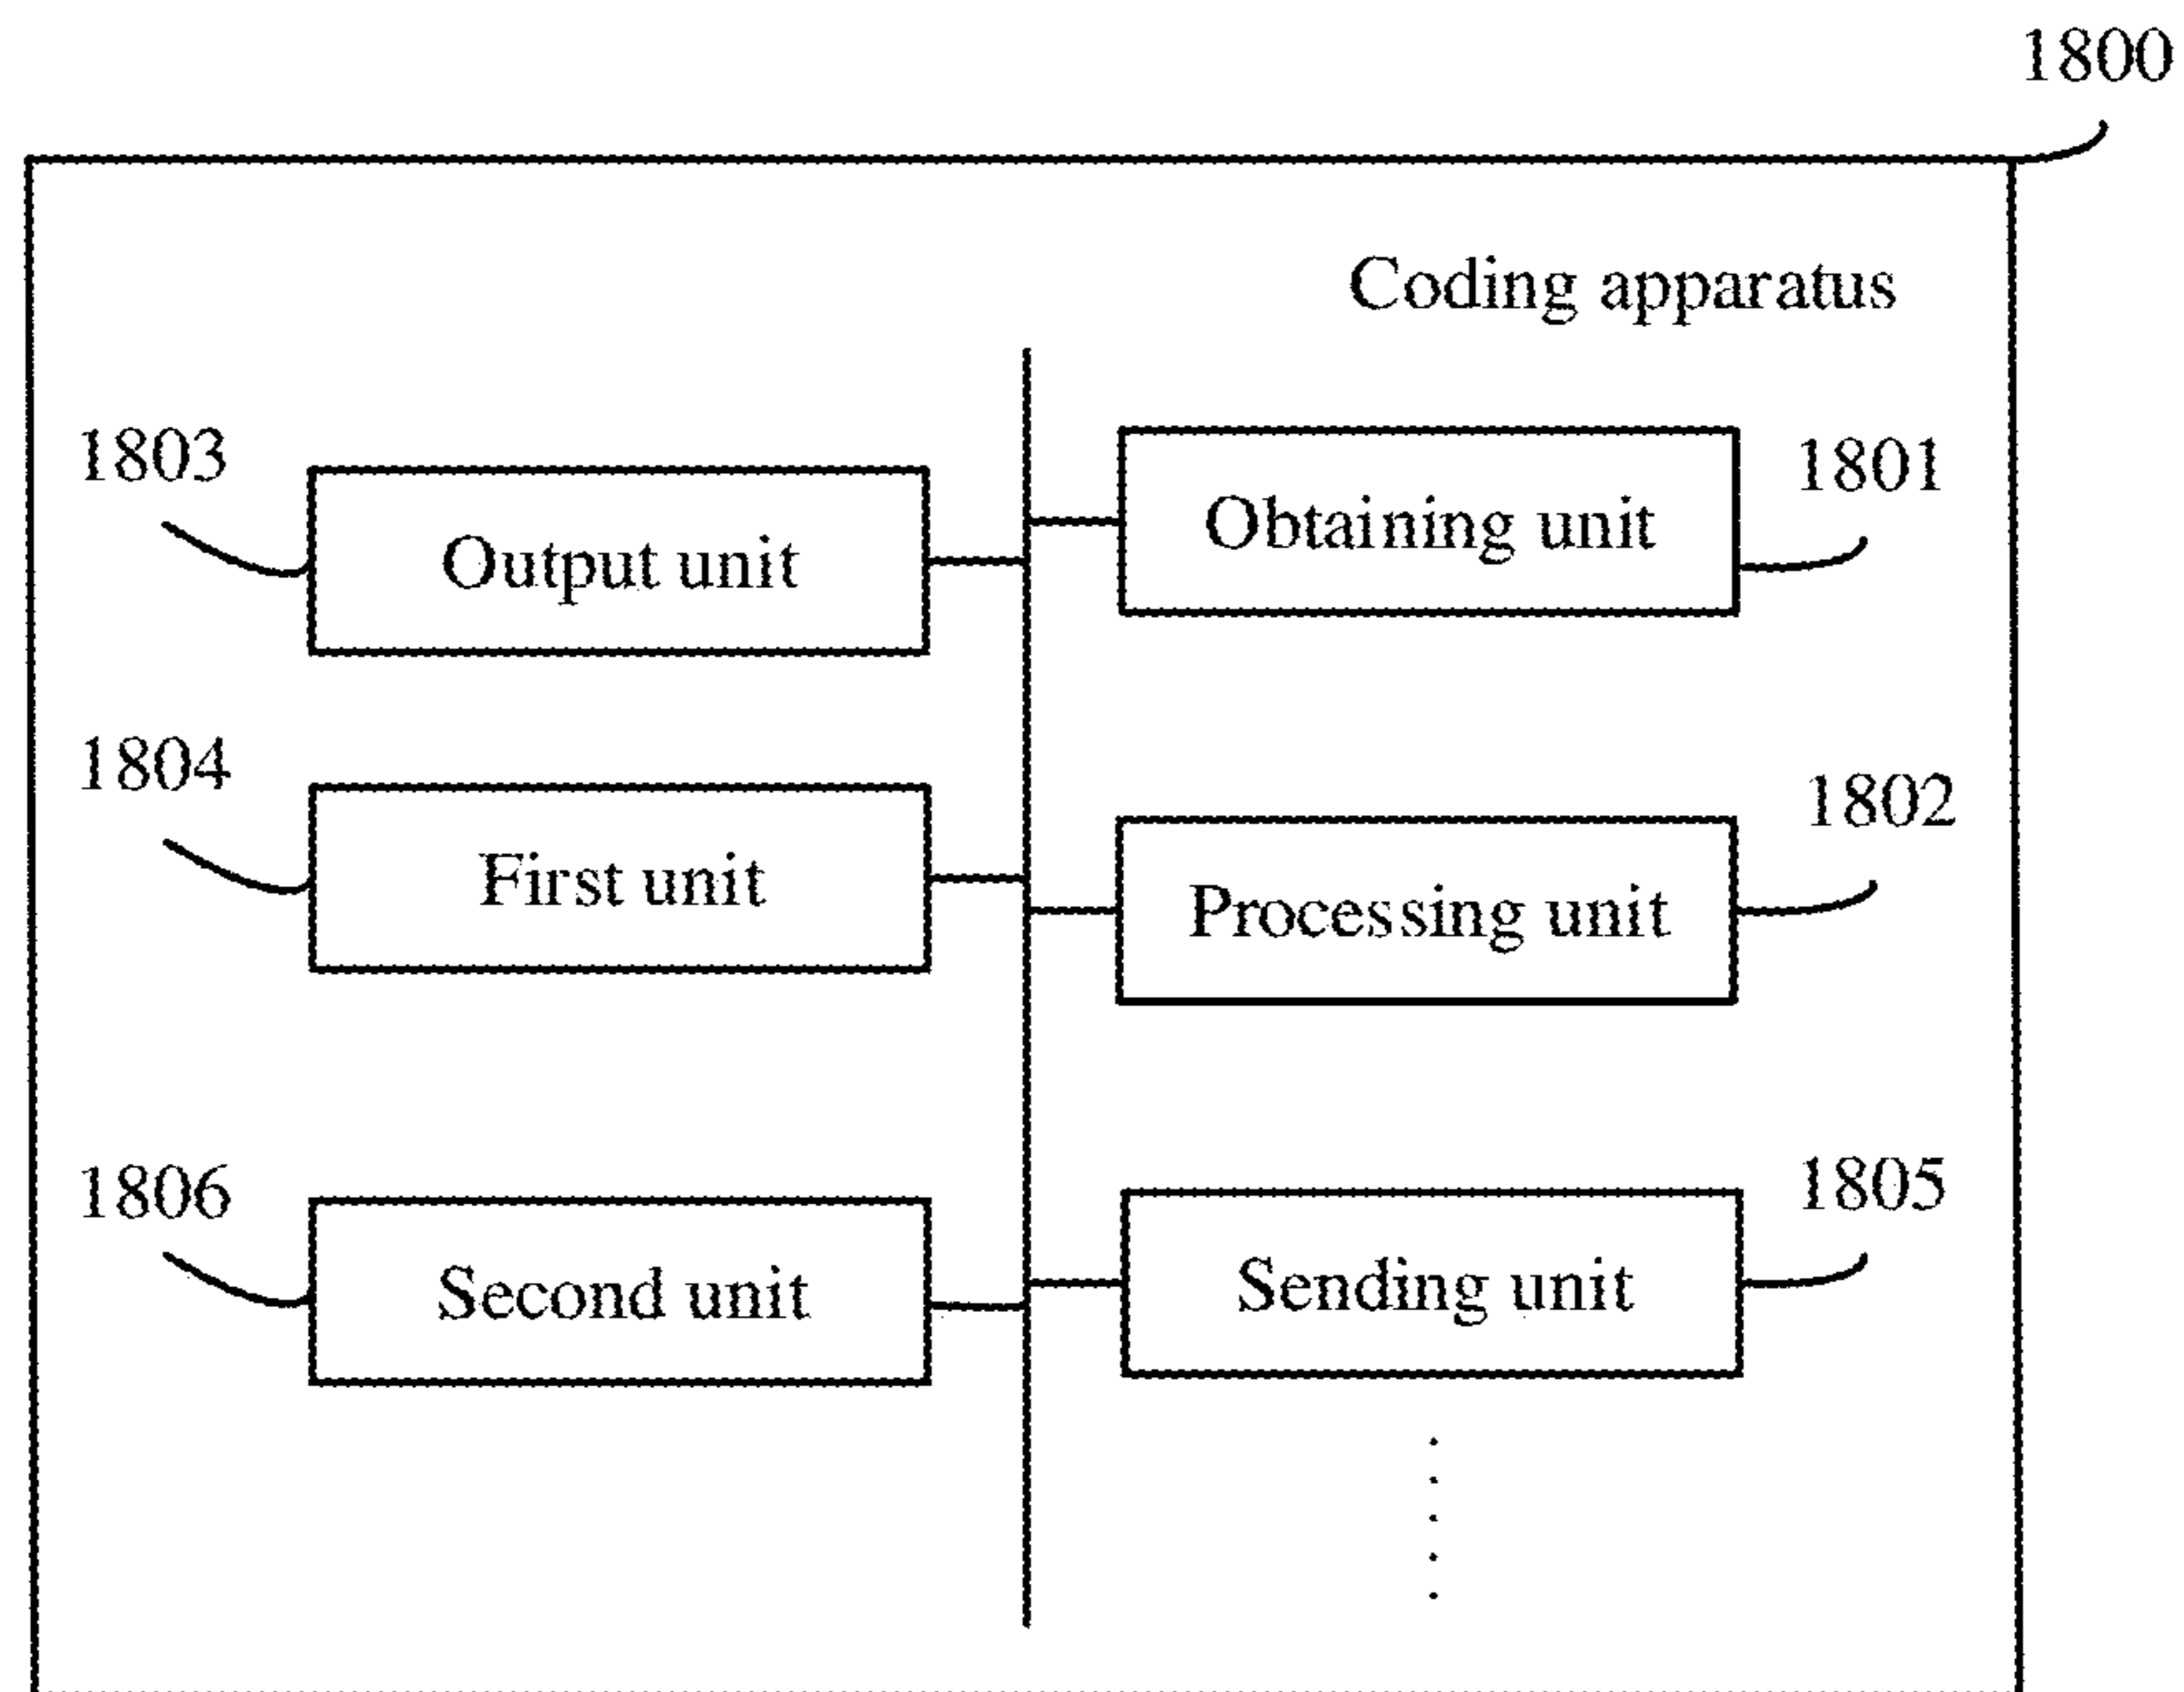 1800
Coding apparatus
1803
Output unit
Obtaining unit
1801
1804
First unit
Processing unit
1802
1806
Second unit
Sending unit
1805